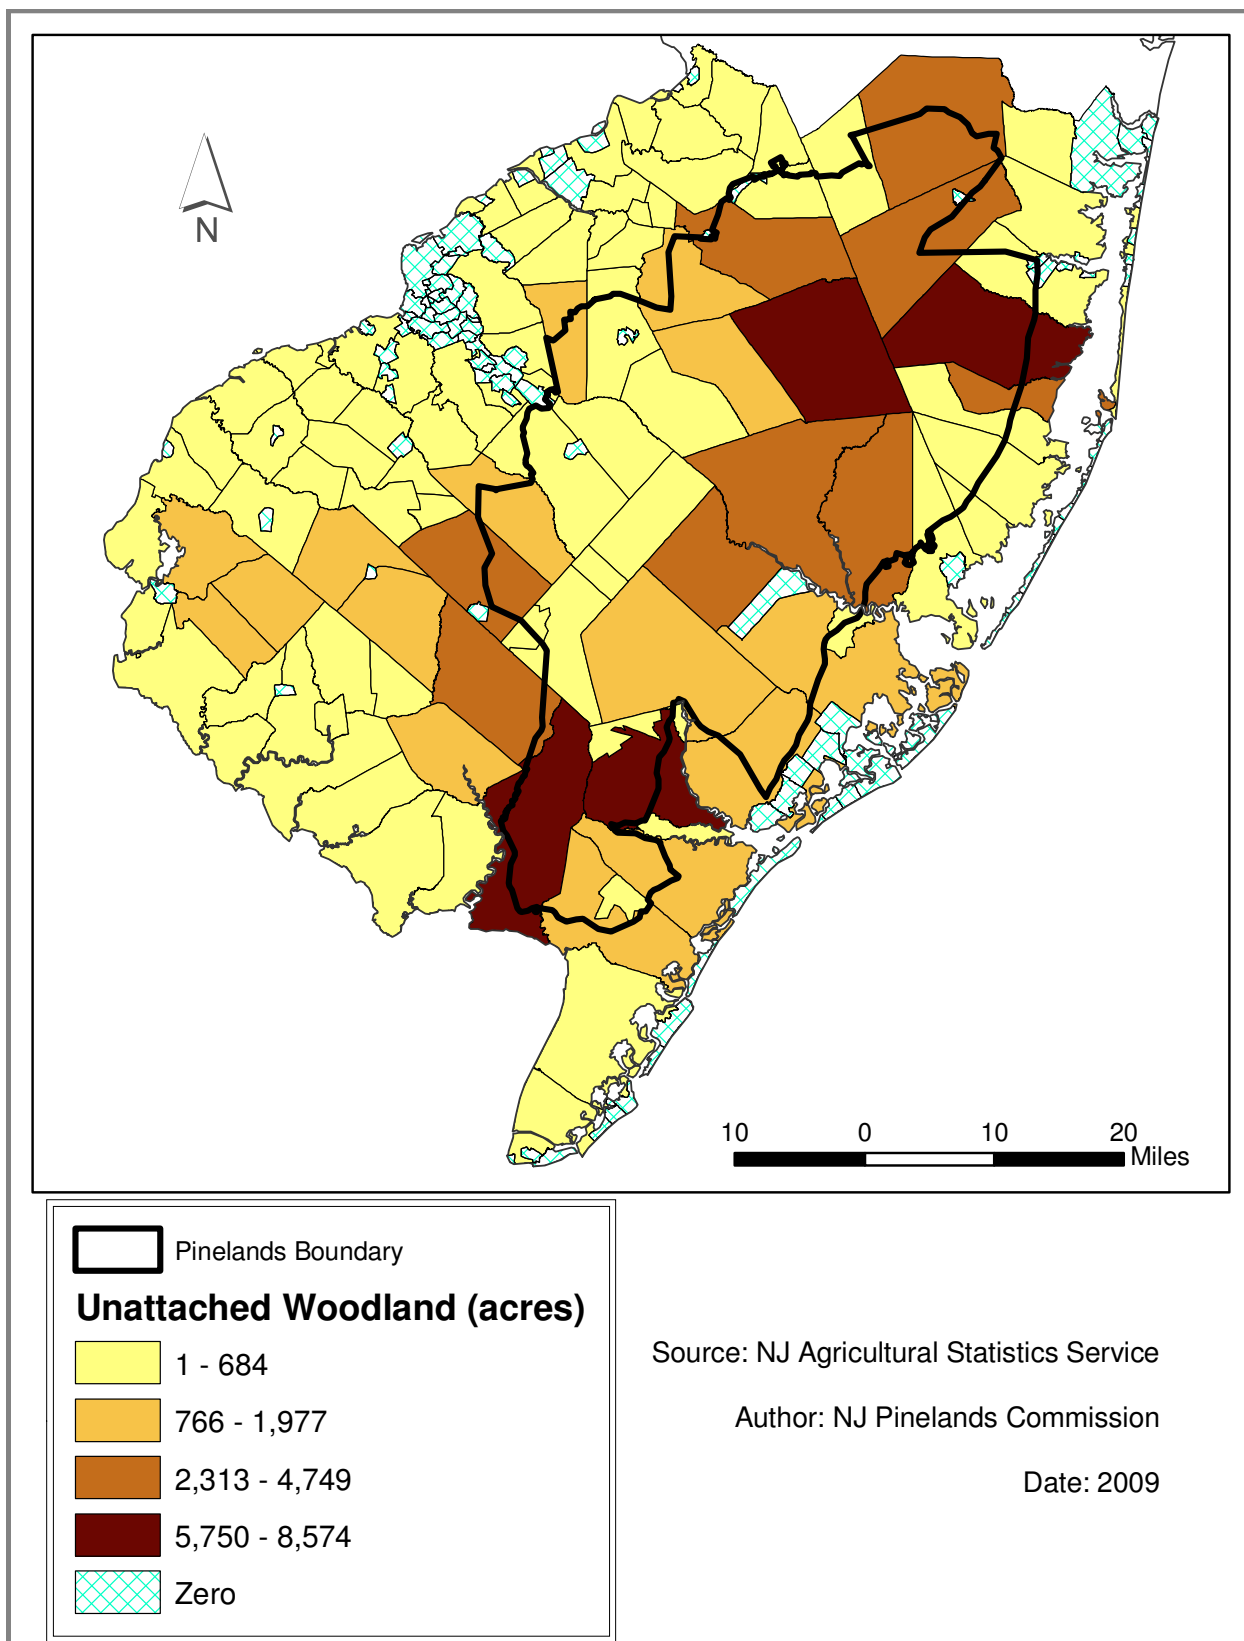 N
10 0 10 20
Miles
Pinelands Boundary
Unattached Woodland (acres)
1 - 684
766 - 1,977
2,313 - 4,749
5,750 - 8,574
Zero
Source: NJ Agricultural Statistics Service
Author: NJ Pinelands Commission
Date: 2009